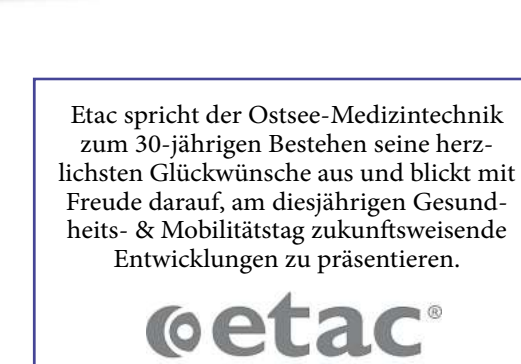 Etac spricht der Ostsee-Medizintechnik
zum 30-jährigen Bestehen seine herz-
lichsten Glückwünsche aus und blickt mit
Freude darauf, am diesjährigen Gesund-
heits- & Mobilitätstag zukunftsweisende
Entwicklungen zu präsentieren.
etac®